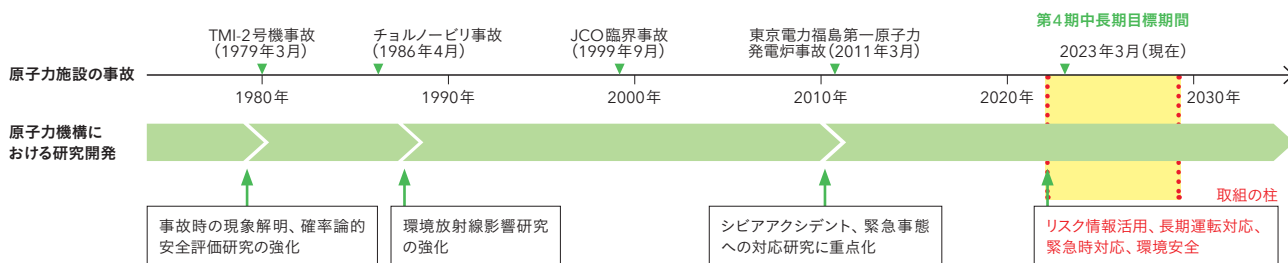 第4期中長期目標期間
TMI-2号機事故
(1979年3月)
チョルノービリ事故
(1986年4月)
JCO臨界事故
(1999年9月)
東京電力福島第一原子力
発電炉事故(2011年3月)
2023年3月(現在)
原子力施設の事故
1980年
1990年
2000年
2010年
2020年
2030年
原子力機構に
おける研究開発
取組の柱
事故時の現象解明、確率論的
安全評価研究の強化
環境放射線影響研究
の強化
シビアアクシデント、緊急事態
への対応研究に重点化
リスク情報活用、長期運転対応、
緊急時対応、環境安全